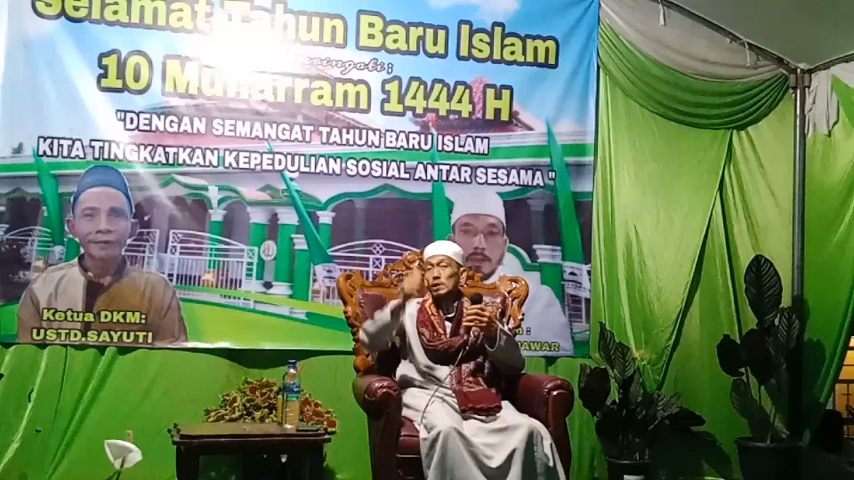 Selamat Tahun Baru Islam
10 Muharram 1444 H
"DENGAN SEMANGAT TAHUN BARU ISLAM
KITA TINGKATKAN KEPEDULIAN SOSIAL ANTAR SESAMA"
Ketua DKM:
USTD.SAYUTI